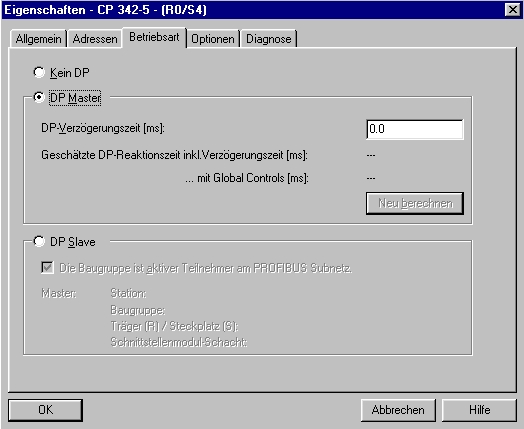 Eigenschaften - CP 342-5 - (R0/S4)
Allgemein Adressen Betriebsart Optionen Diagnose
Kein DP
DP Master
DP-Verzögerungszeit [ms]: 0.0
Geschätzte DP-Reaktionszeit inkl.Verzögerungszeit [ms]: ---
... mit Global Controls [ms]: ---
Neu berechnen
DP Slave
Die Baugruppe ist aktiver Teilnehmer am PROFIBUS Subnetz.
Master: Station:
Baugruppe:
Träger (R) / Steckplatz (S):
Schnittstellenmodul-Schacht:
OK Abbrechen Hilfe